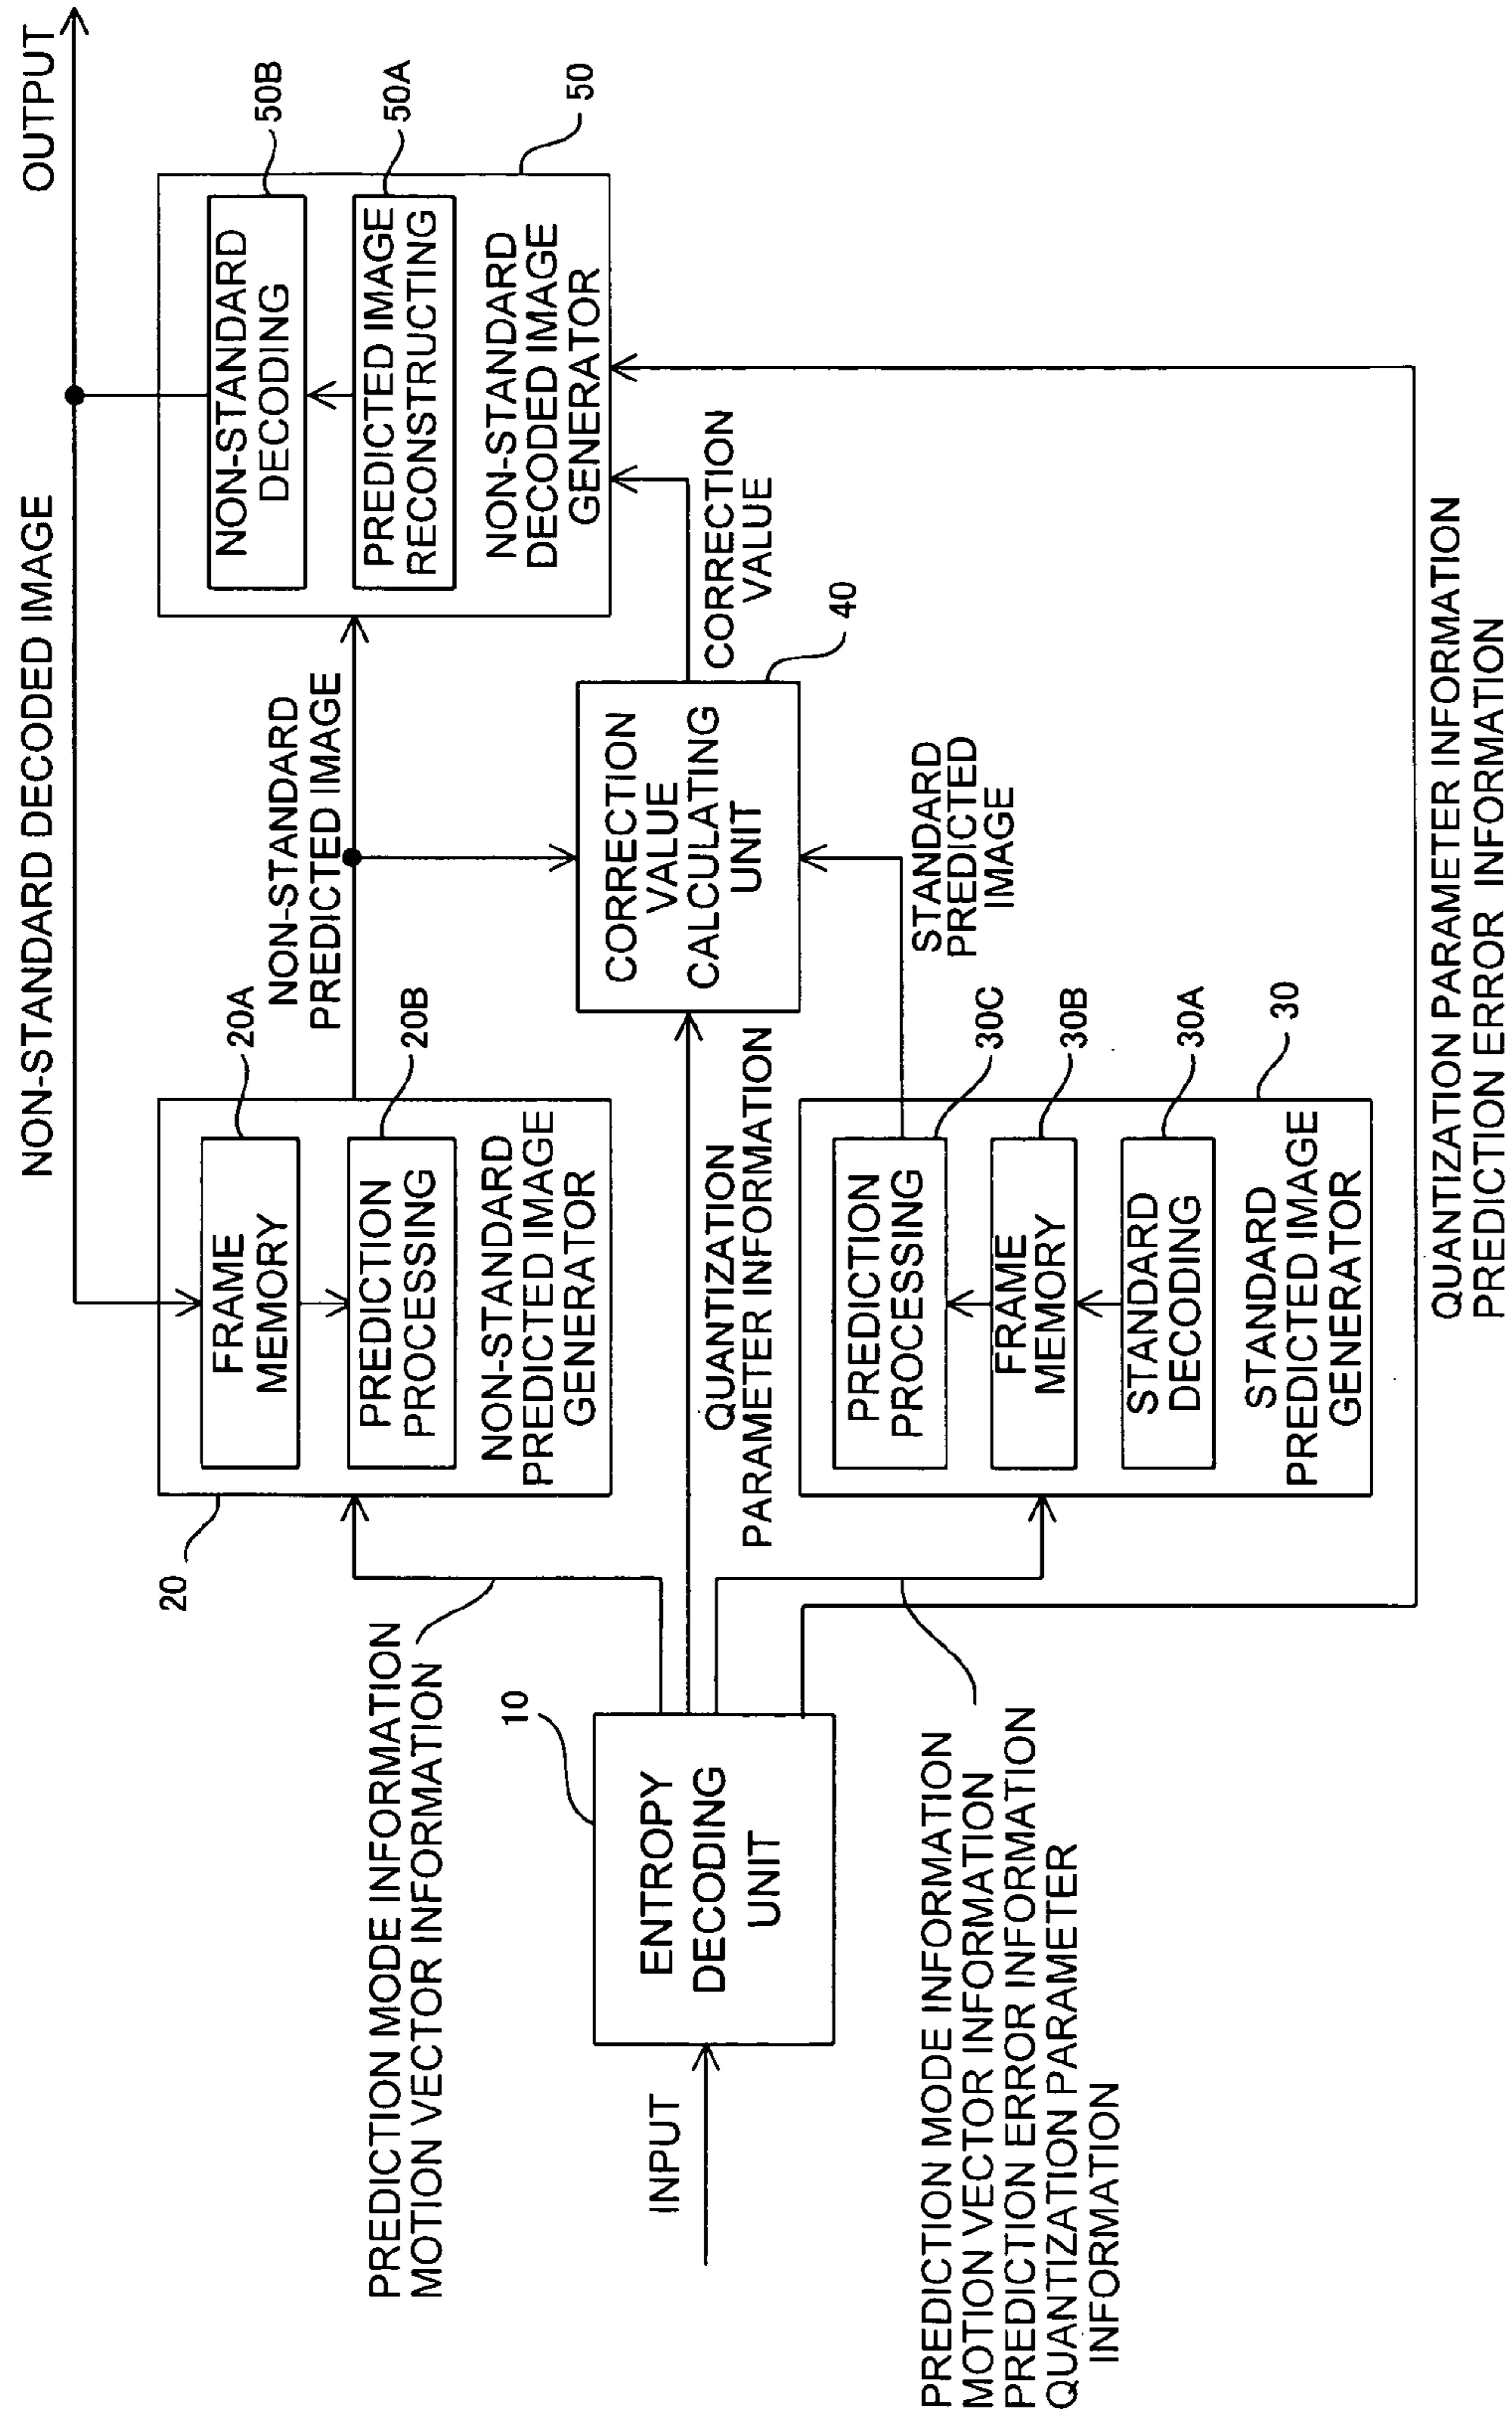 NON-STANDARD DECODED IMAGE
OUTPUT
20
20A
FRAME
MEMORY
20B
PREDICTION
PROCESSING
NON-STANDARD
PREDICTED IMAGE
GENERATOR
NON-STANDARD
PREDICTED IMAGE
50B
NON-STANDARD
DECODING
50A
PREDICTED IMAGE
RECONSTRUCTING
50
NON-STANDARD
DECODED IMAGE
GENERATOR
PREDICTION MODE INFORMATION
MOTION VECTOR INFORMATION
10
ENTROPY
DECODING
UNIT
INPUT
QUANTIZATION
PARAMETER INFORMATION
CORRECTION
VALUE
CALCULATING
UNIT
40
CORRECTION
VALUE
30C
PREDICTION
PROCESSING
30B
FRAME
MEMORY
30A
STANDARD
DECODING
30
STANDARD
PREDICTED IMAGE
GENERATOR
STANDARD
PREDICTED
IMAGE
PREDICTION MODE INFORMATION
MOTION VECTOR INFORMATION
PREDICTION ERROR INFORMATION
QUANTIZATION PARAMETER
INFORMATION
QUANTIZATION PARAMETER INFORMATION
PREDICTION ERROR INFORMATION